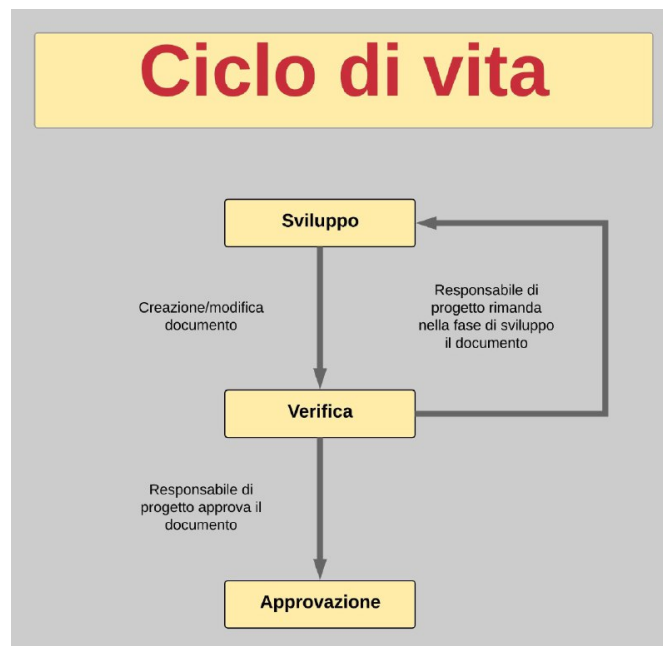 Ciclo di vita
Sviluppo
Creazione/modifica
documento
Responsabile di
progetto rimanda
nella fase di sviluppo
il documento
Verifica
Responsabile di
progetto approva il
documento
Approvazione